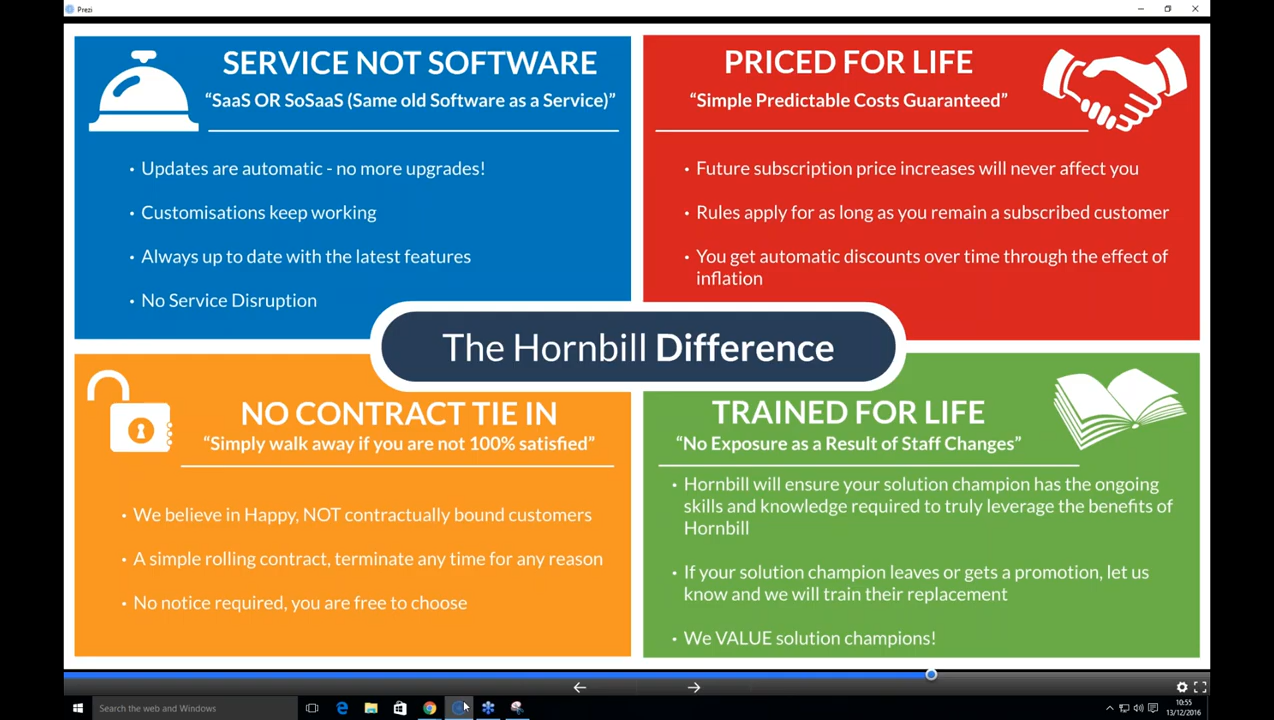 Prezi
SERVICE NOT SOFTWARE
“SaaS OR SoSaaS (Same old Software as a Service)”
• Updates are automatic - no more upgrades!
• Customisations keep working
• Always up to date with the latest features
• No Service Disruption
PRICED FOR LIFE
“Simple Predictable Costs Guaranteed”
• Future subscription price increases will never affect you
• Rules apply for as long as you remain a subscribed customer
• You get automatic discounts over time through the effect of
inflation
The Hornbill Difference
NO CONTRACT TIE IN
“Simply walk away if you are not 100% satisfied”
• We believe in Happy, NOT contractually bound customers
• A simple rolling contract, terminate any time for any reason
• No notice required, you are free to choose
TRAINED FOR LIFE
“No Exposure as a Result of Staff Changes”
• Hornbill will ensure your solution champion has the ongoing
skills and knowledge required to truly leverage the benefits of
Hornbill
• If your solution champion leaves or gets a promotion, let us
know and we will train their replacement
• We VALUE solution champions!
Search the web and Windows
10:55
13/12/2016